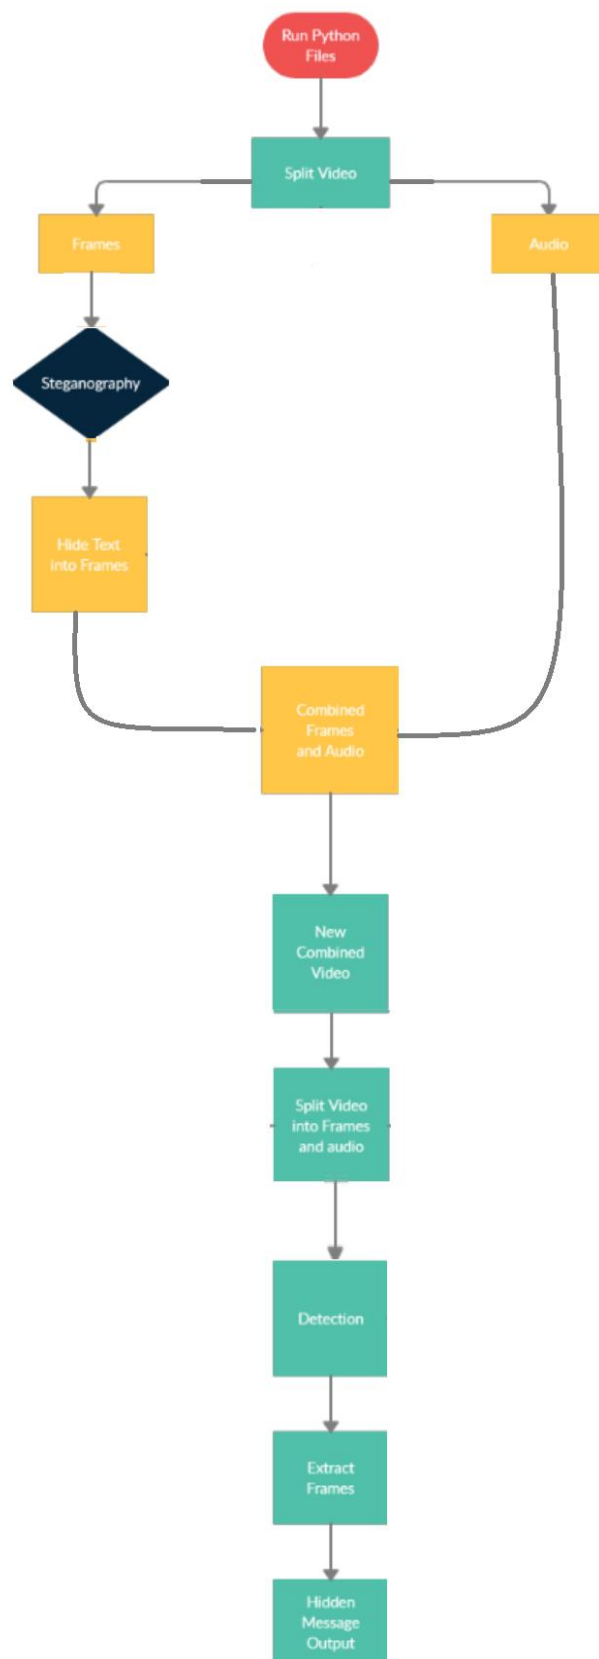 Run Python
Files
Split Video
Frames
Audio
Steganography
Hide Text
into Frames
Combined
Frames
and Audio
New
Combined
Video
Split Video
into Frames
and audio
Detection
Extract
Frames
Hidden
Message
Output